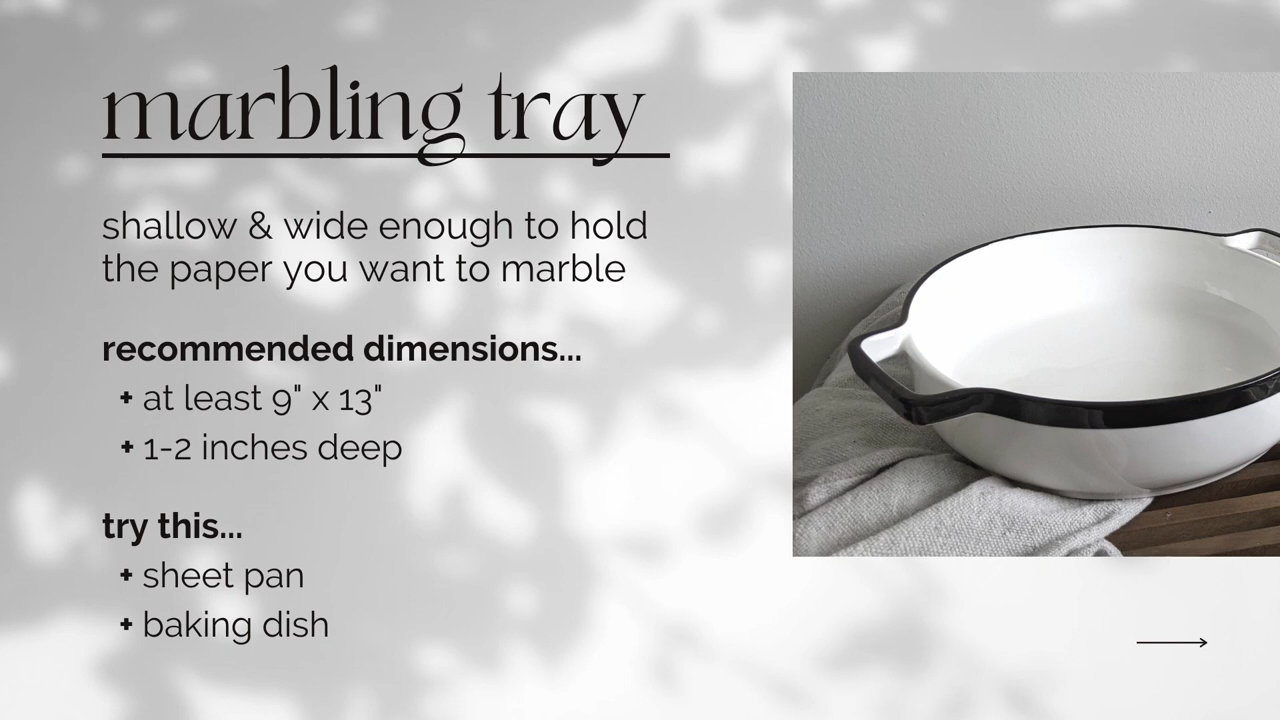 marbling tray
shallow & wide enough to hold
the paper you want to marble
recommended dimensions...
+ at least 9" x 13"
+ 1-2 inches deep
try this...
+ sheet pan
+ baking dish